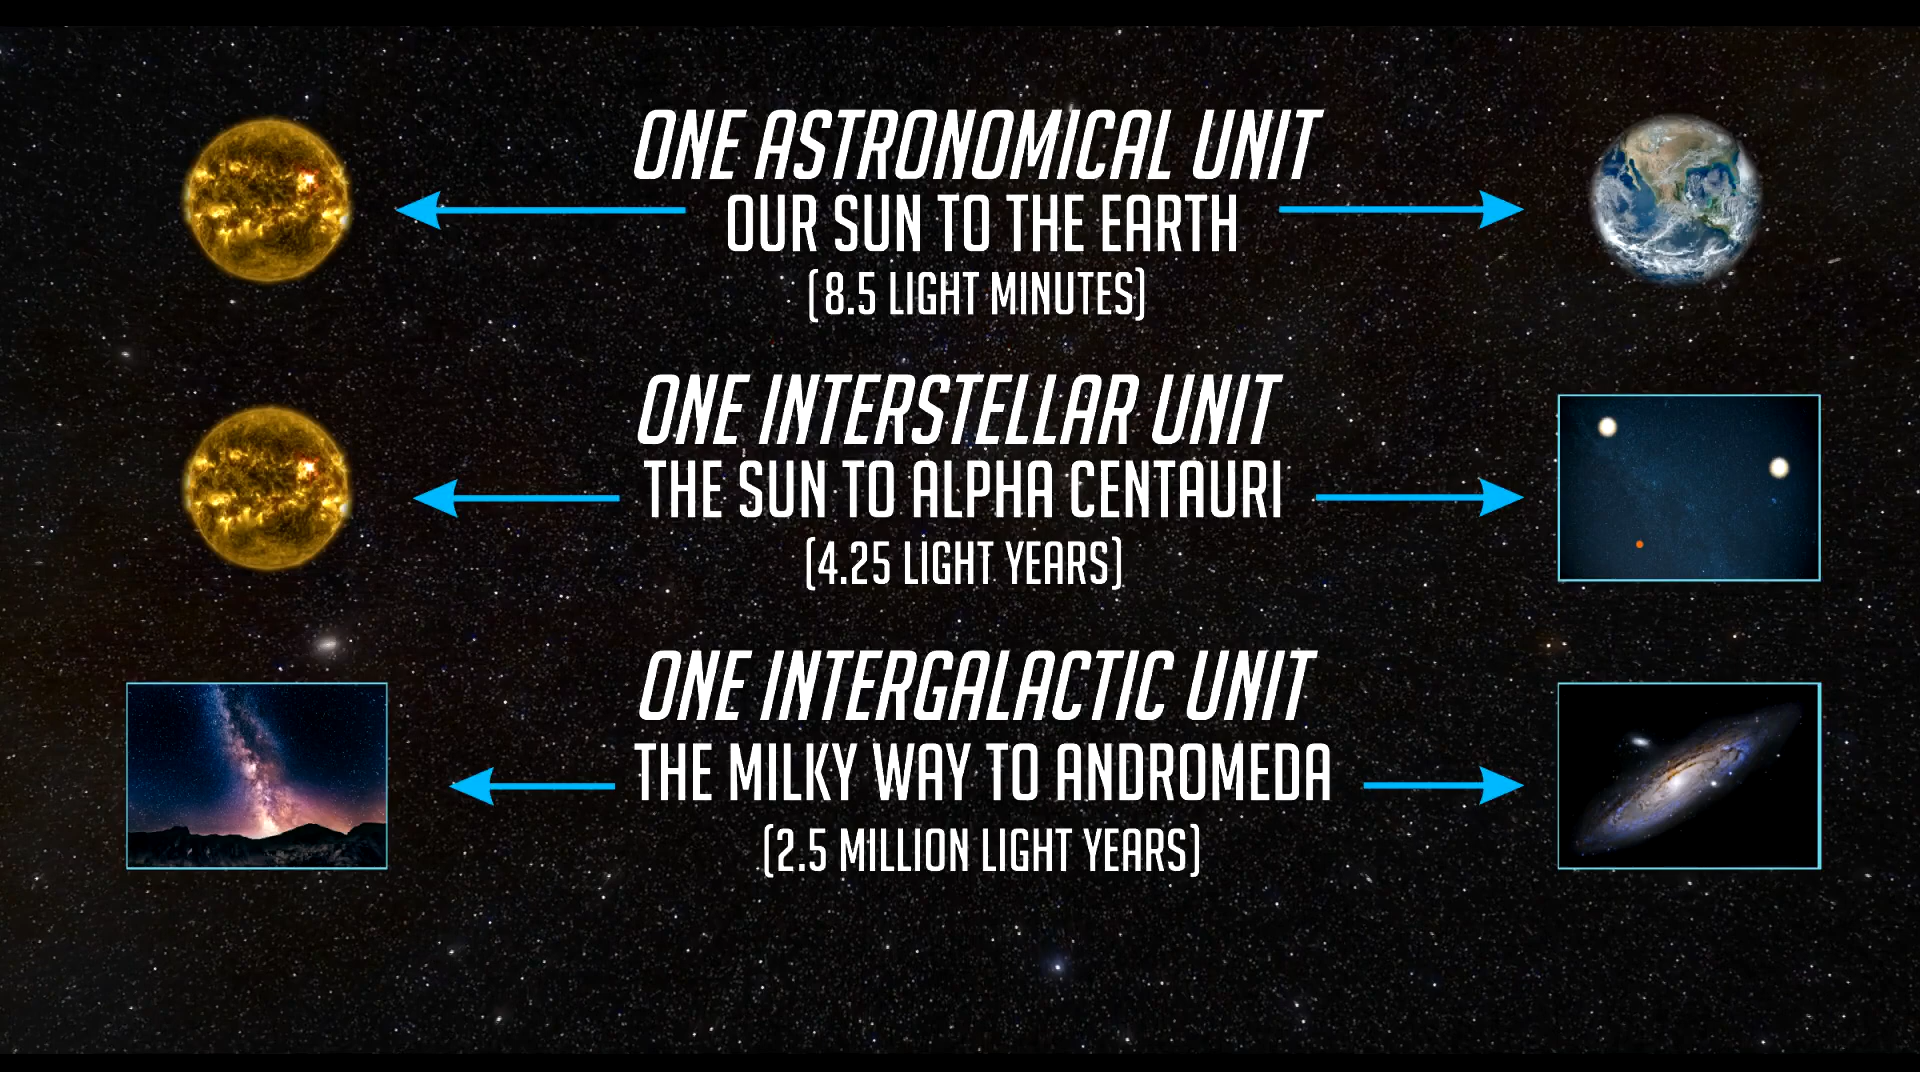 ONE ASTRONOMICAL UNIT
OUR SUN TO THE EARTH
(8.5 LIGHT MINUTES)
ONE INTERSTELLAR UNIT
THE SUN TO ALPHA CENTAURI
(4.25 LIGHT YEARS)
ONE INTERGALACTIC UNIT
THE MILKY WAY TO ANDROMEDA
(2.5 MILLION LIGHT YEARS)